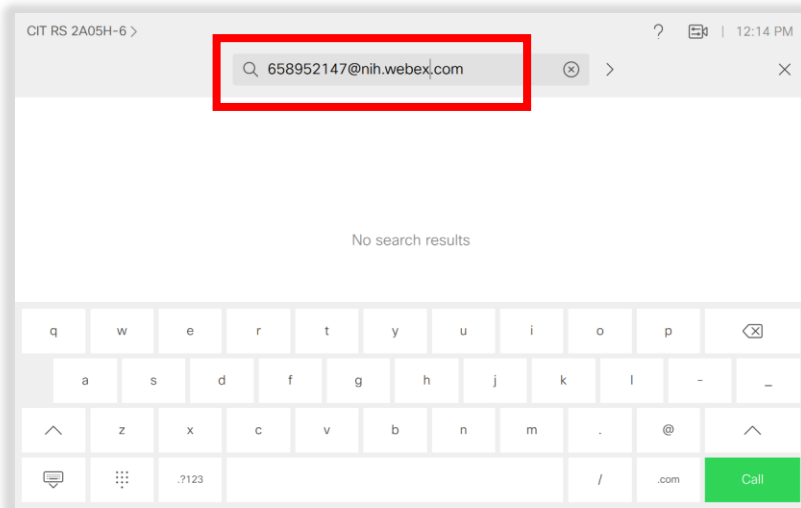 CIT RS 2A05H-6 >
? | 12:14 PM
658952147@nih.webex.com
No search results
q w e r t y u i o p
a s d f g h j k l - _
z x c v b n m . @
.?123 / .com Call